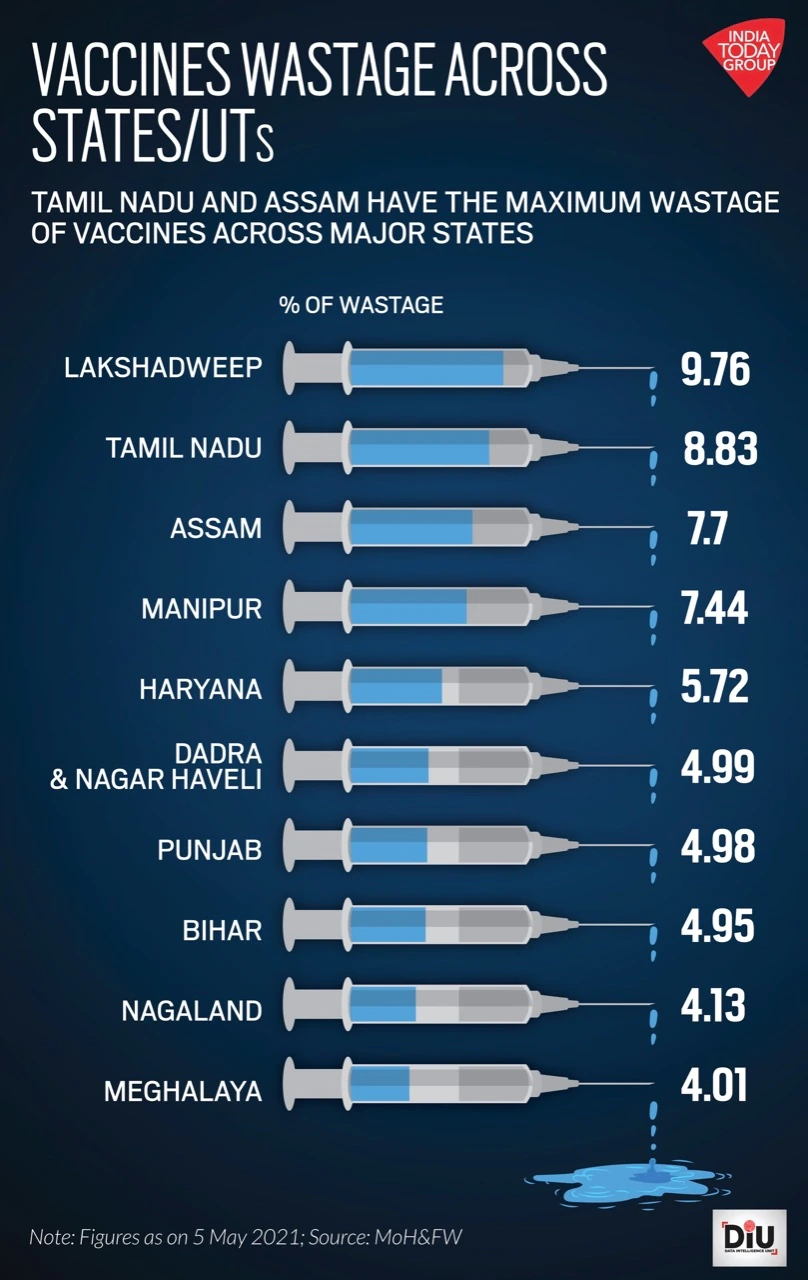 VACCINES WASTAGE ACROSS
STATES/UTs
INDIA
TODAY
GROUP
TAMIL NADU AND ASSAM HAVE THE MAXIMUM WASTAGE
OF VACCINES ACROSS MAJOR STATES
% OF WASTAGE
LAKSHADWEEP 9.76
TAMIL NADU 8.83
ASSAM 7.7
MANIPUR 7.44
HARYANA 5.72
DADRA
& NAGAR HAVELI 4.99
PUNJAB 4.98
BIHAR 4.95
NAGALAND 4.13
MEGHALAYA 4.01
Note: Figures as on 5 May 2021; Source: MoH&FW
DiU
DATA INTELLIGENCE UNIT